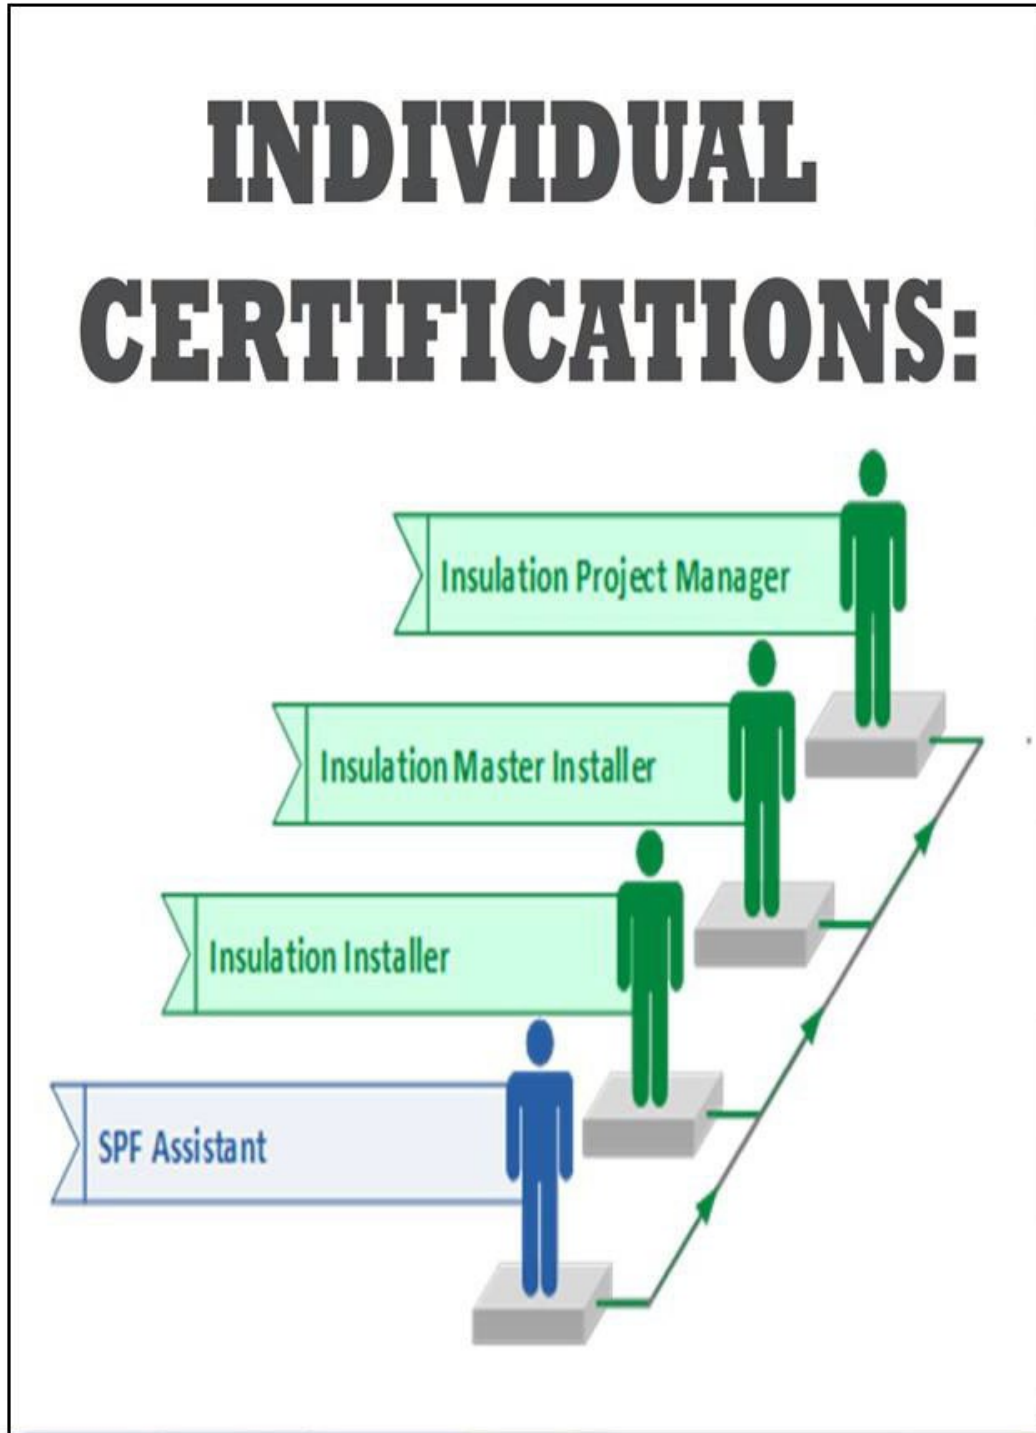 INDIVIDUAL
CERTIFICATIONS:
Insulation Project Manager
Insulation Master Installer
Insulation Installer
SPF Assistant